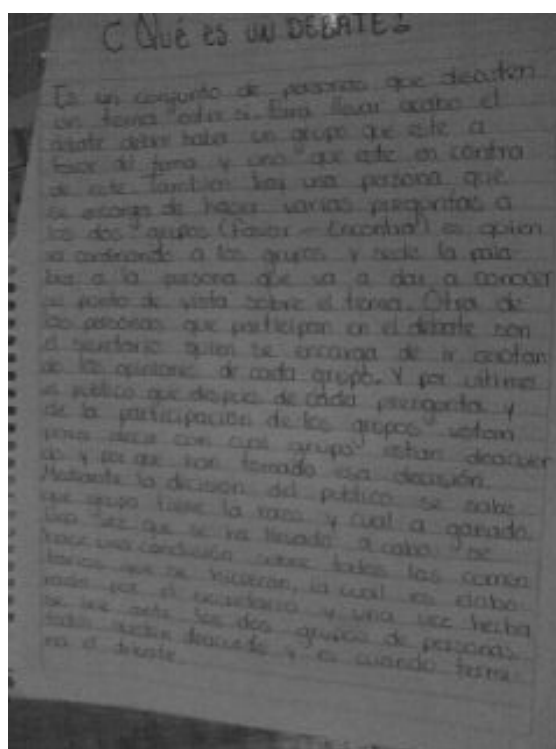 ¿ Qué es UN DEBATE?
Es un conjunto de personas que discuten
un tema entre si. Para llevar acabo el
debate debe haber un grupo que este a
favor del tema y uno que este en contra
de este. También hay una persona que
se encarga de hacer varias preguntas a
los dos grupos (Favor - Encontra) es quien
va cordinando a los grupos y sede la pala
bra a la persona que va a dar a conocer
su punto de vista sobre el tema. Otra de
las personas que participan en el debate son
el secretario quien se encarga de ir anotan
do las opiniones de cada grupo. Y por ultimo
el publico que despues de cada pregunta y
de la participación de los grupos votan
para decir con cual grupo estan deacuer
do y por que han tomado esa decisión.
Mediante la decision del publico se sabe
que grupo tiene la razon y cual a ganado.
Una vez que se ha llevado a cabo se
hace una conclusión sobre todos los comen
tarios que se hicieron, la cual es elabo
rada por el secretario y una vez hecha
se lee ante los dos grupos de personas
todos deacuerdo y es cuando termi
na el debate.